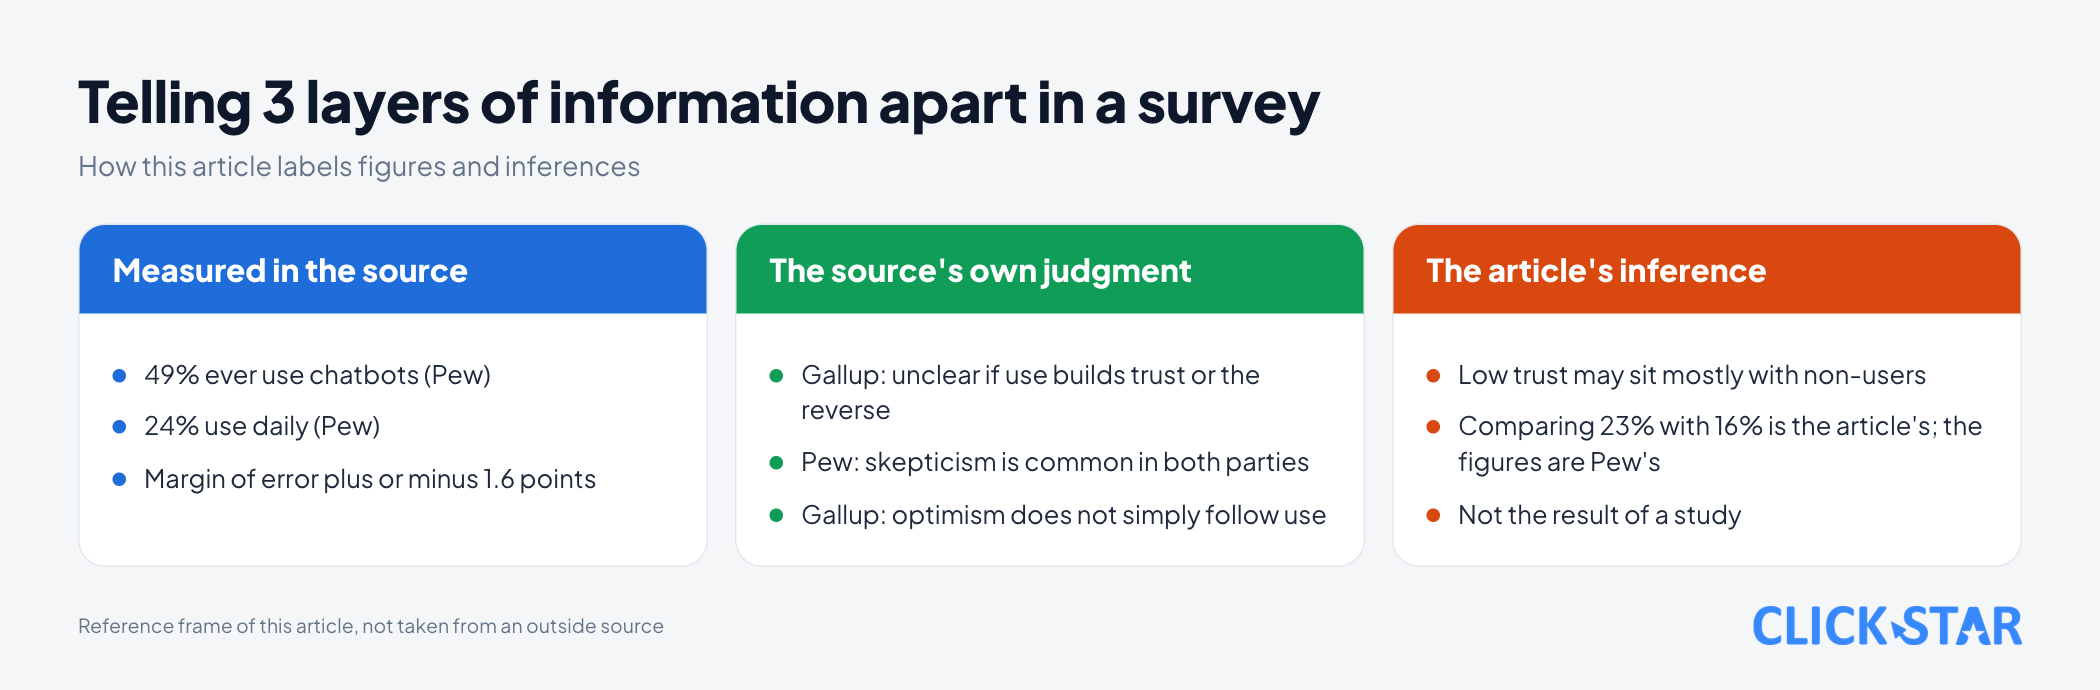 Telling 3 layers of information apart in a survey
How this article labels figures and inferences
Measured in the source
49% ever use chatbots (Pew)
24% use daily (Pew)
Margin of error plus or minus 1.6 points
The source's own judgment
Gallup: unclear if use builds trust or the
reverse
Pew: skepticism is common in both parties
Gallup: optimism does not simply follow use
The article's inference
Low trust may sit mostly with non-users
Comparing 23% with 16% is the article's; the
figures are Pew's
Not the result of a study
Reference frame of this article, not taken from an outside source
CLICK STAR